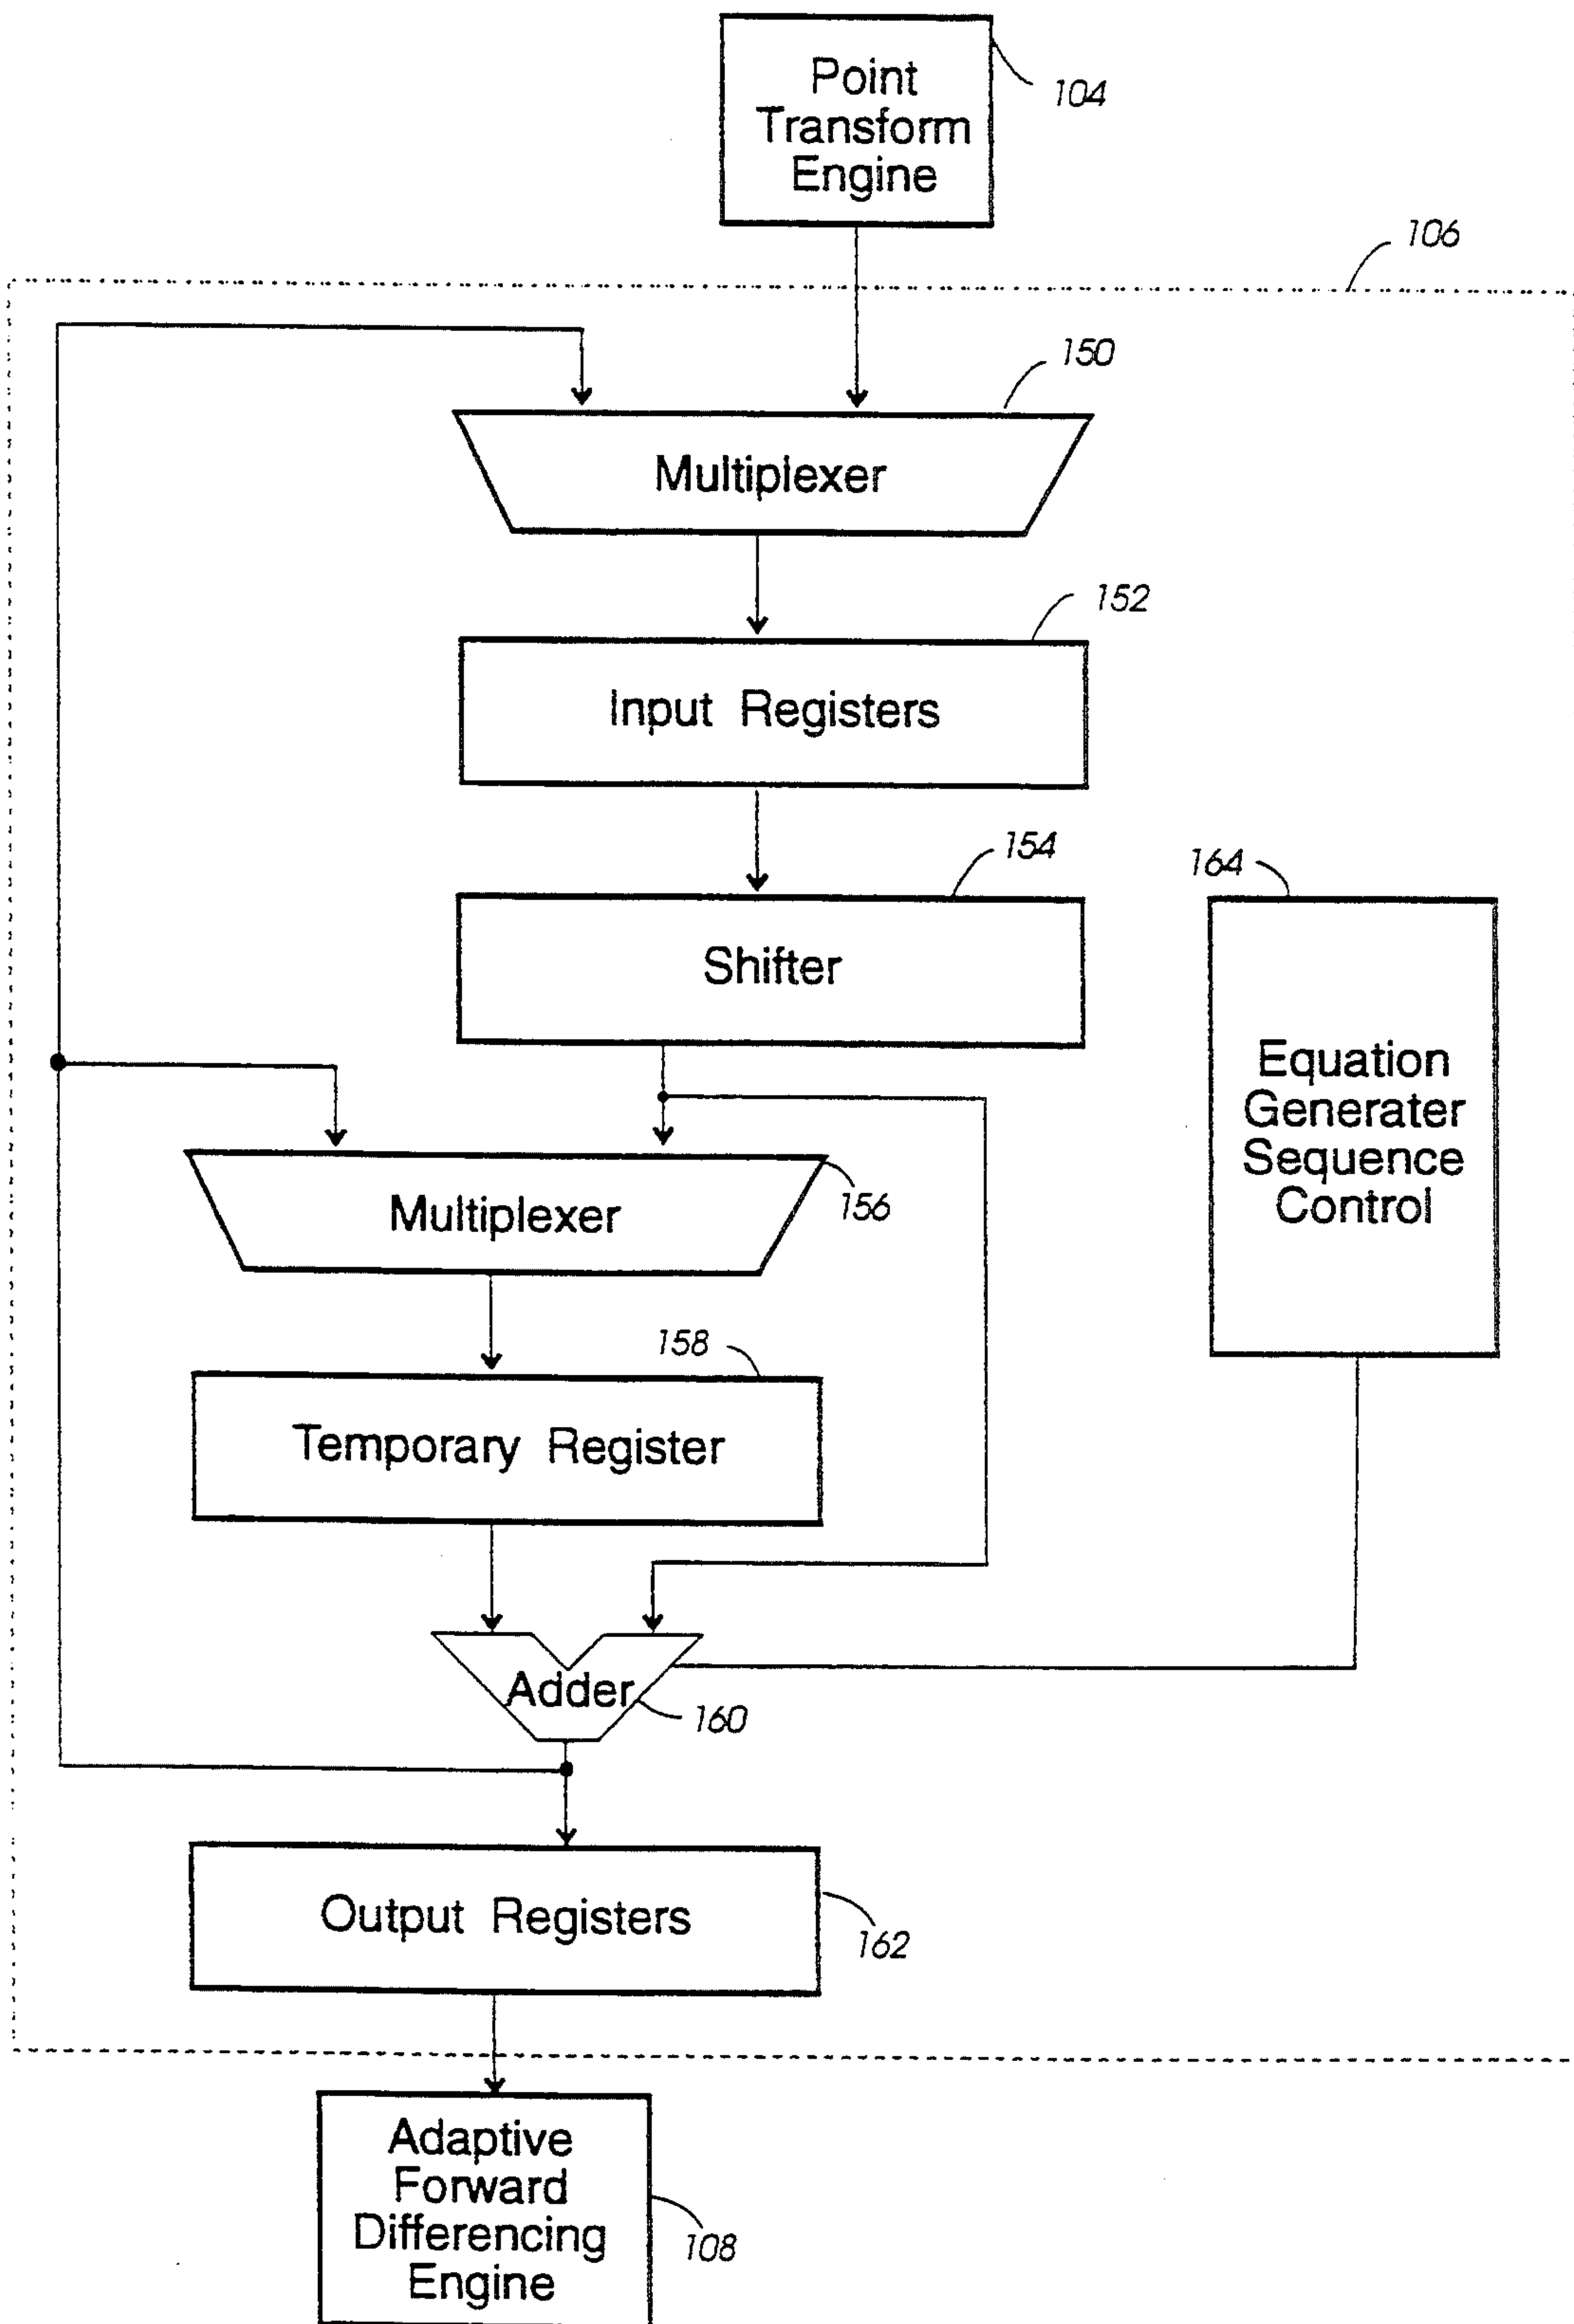 Point
Transform
Engine
104
106
150
Multiplexer
152
Input Registers
154
Shifter
164
Equation
Generater
Sequence
Control
156
Multiplexer
158
Temporary Register
Adder
160
Output Registers
162
Adaptive
Forward
Differencing
Engine
108